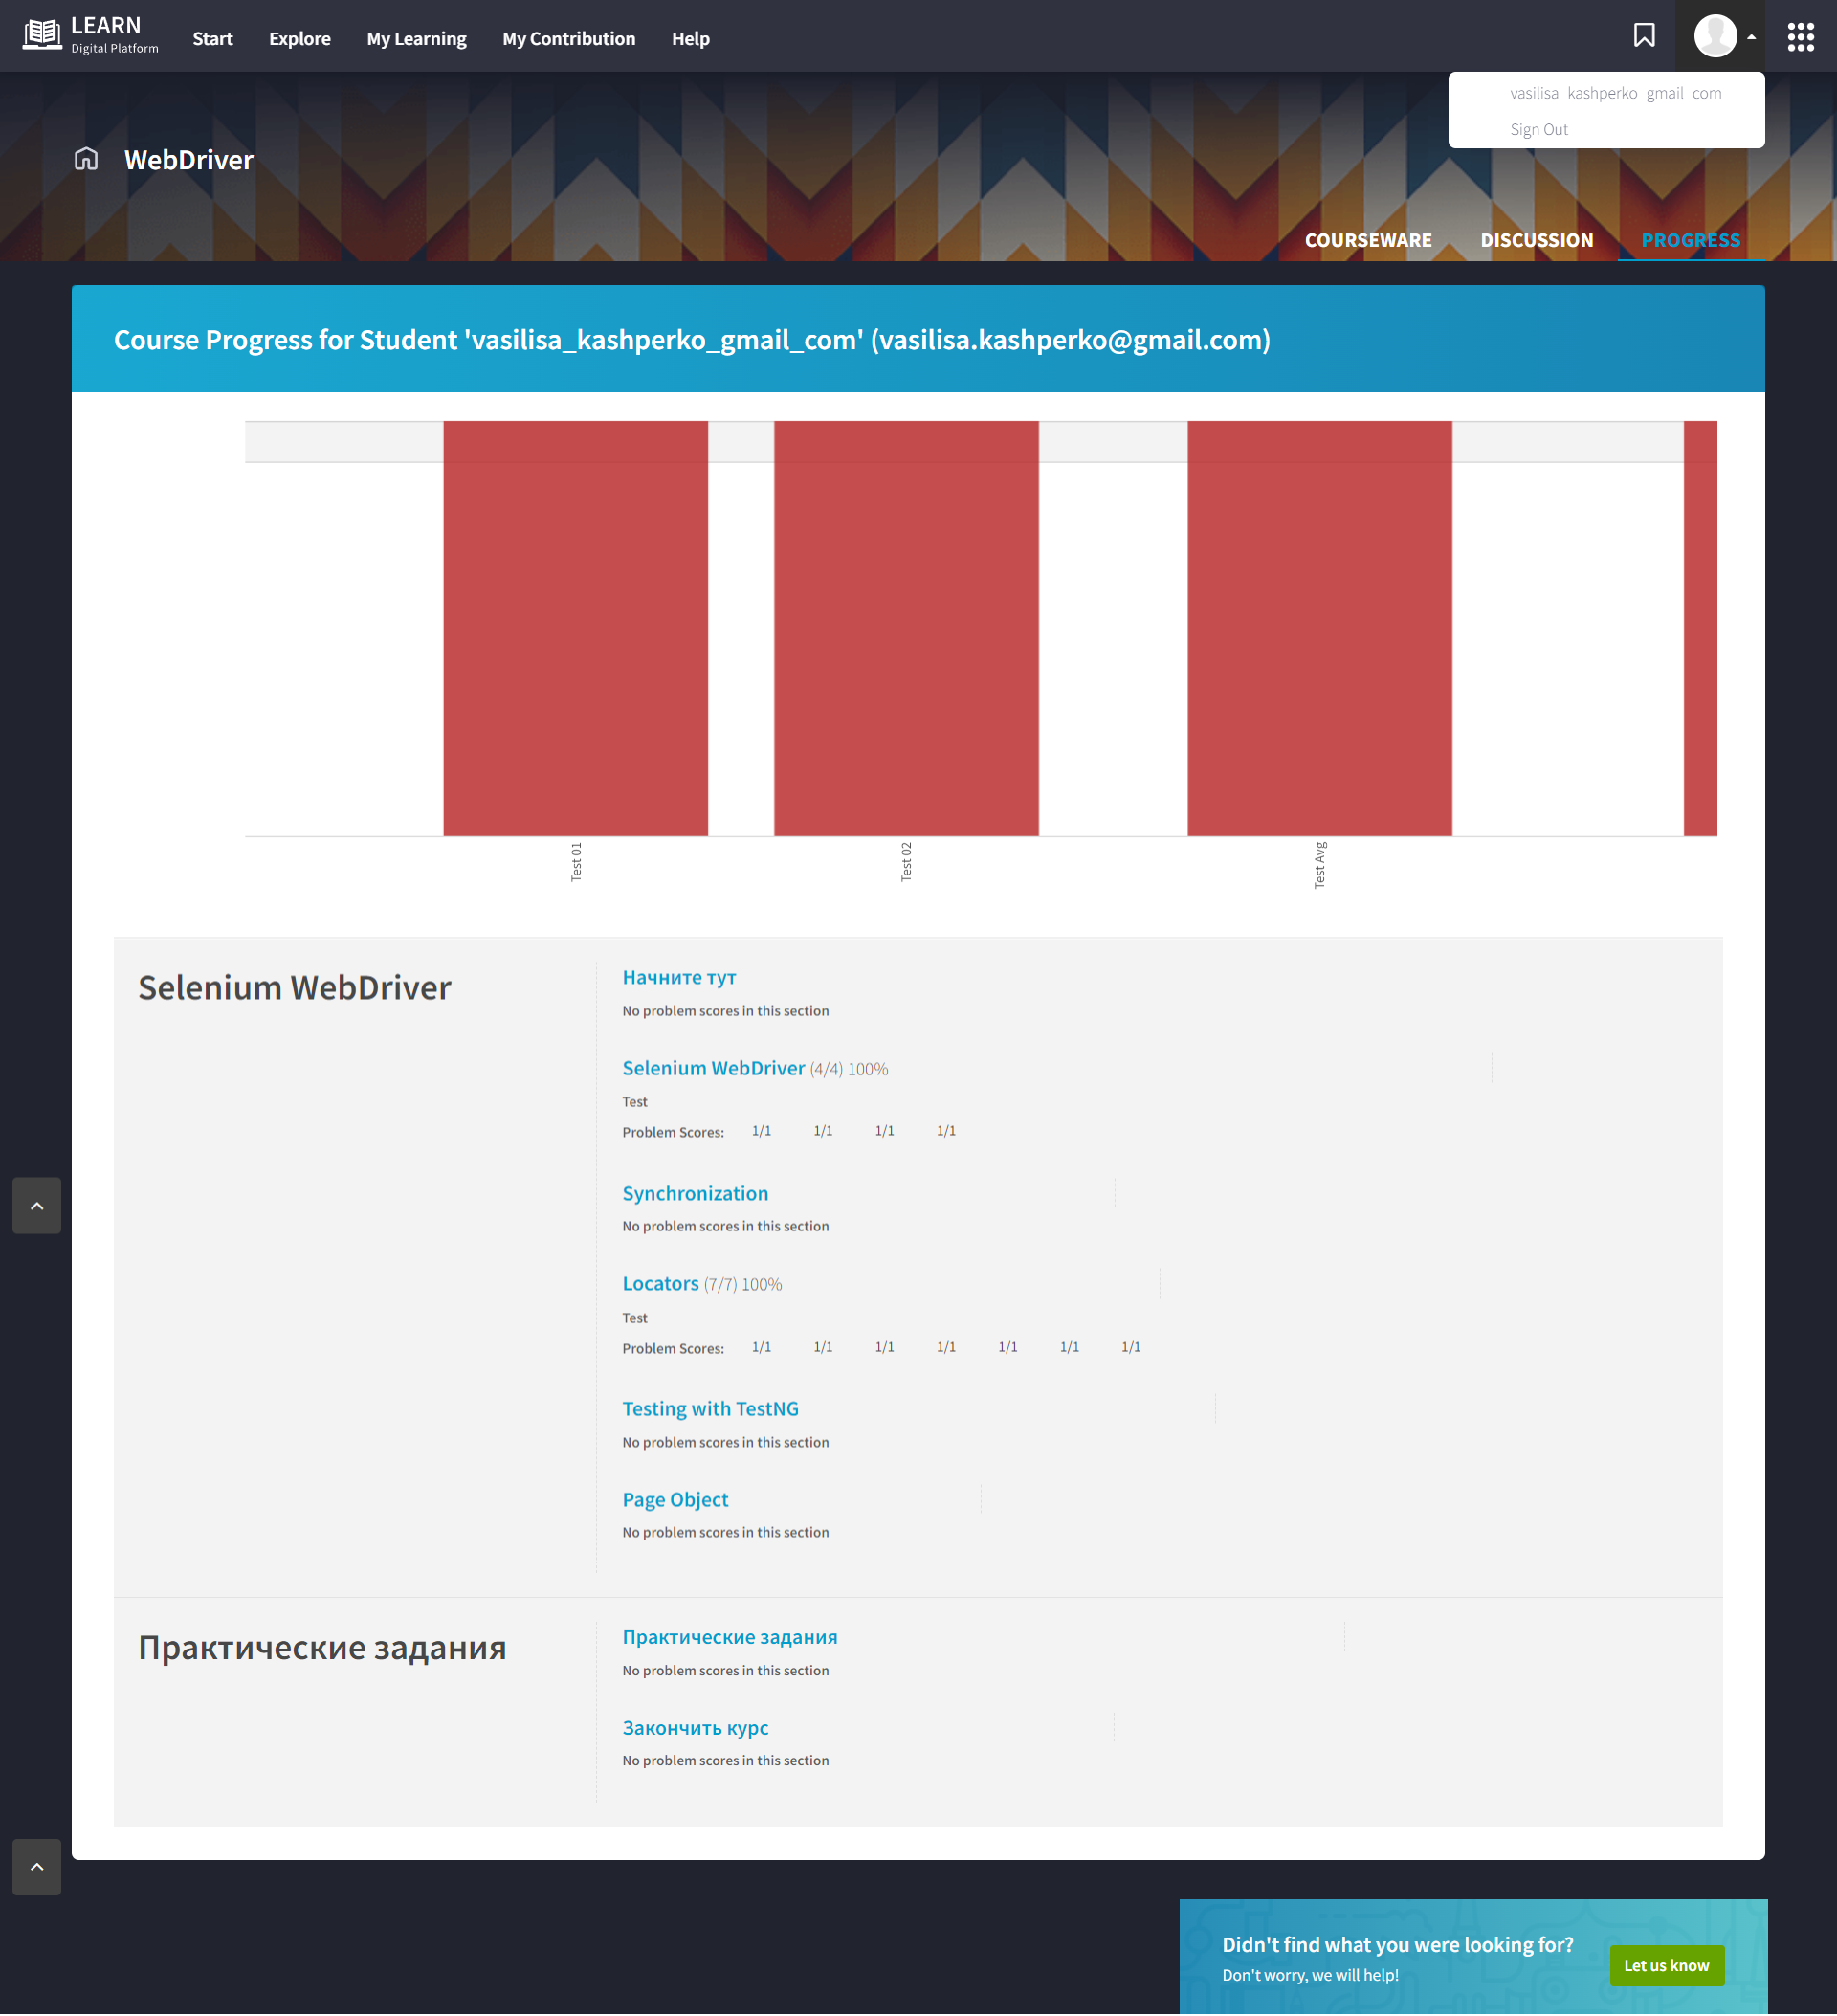 LEARN
Digital Platform
Start
Explore
My Learning
My Contribution
Help
vasilisa_kashperko_gmail_com
Sign Out
WebDriver
COURSEWARE
DISCUSSION
PROGRESS
Course Progress for Student 'vasilisa_kashperko_gmail_com' (vasilisa.kashperko@gmail.com)
Test 01
Test 02
Test Avg
Selenium WebDriver
Начните тут
No problem scores in this section
Selenium WebDriver (4/4) 100%
Test
Problem Scores: 1/1 1/1 1/1 1/1
Synchronization
No problem scores in this section
Locators (7/7) 100%
Test
Problem Scores: 1/1 1/1 1/1 1/1 1/1 1/1 1/1
Testing with TestNG
No problem scores in this section
Page Object
No problem scores in this section
Практические задания
Практические задания
No problem scores in this section
Закончить курс
No problem scores in this section
Didn't find what you were looking for?
Don't worry, we will help!
Let us know